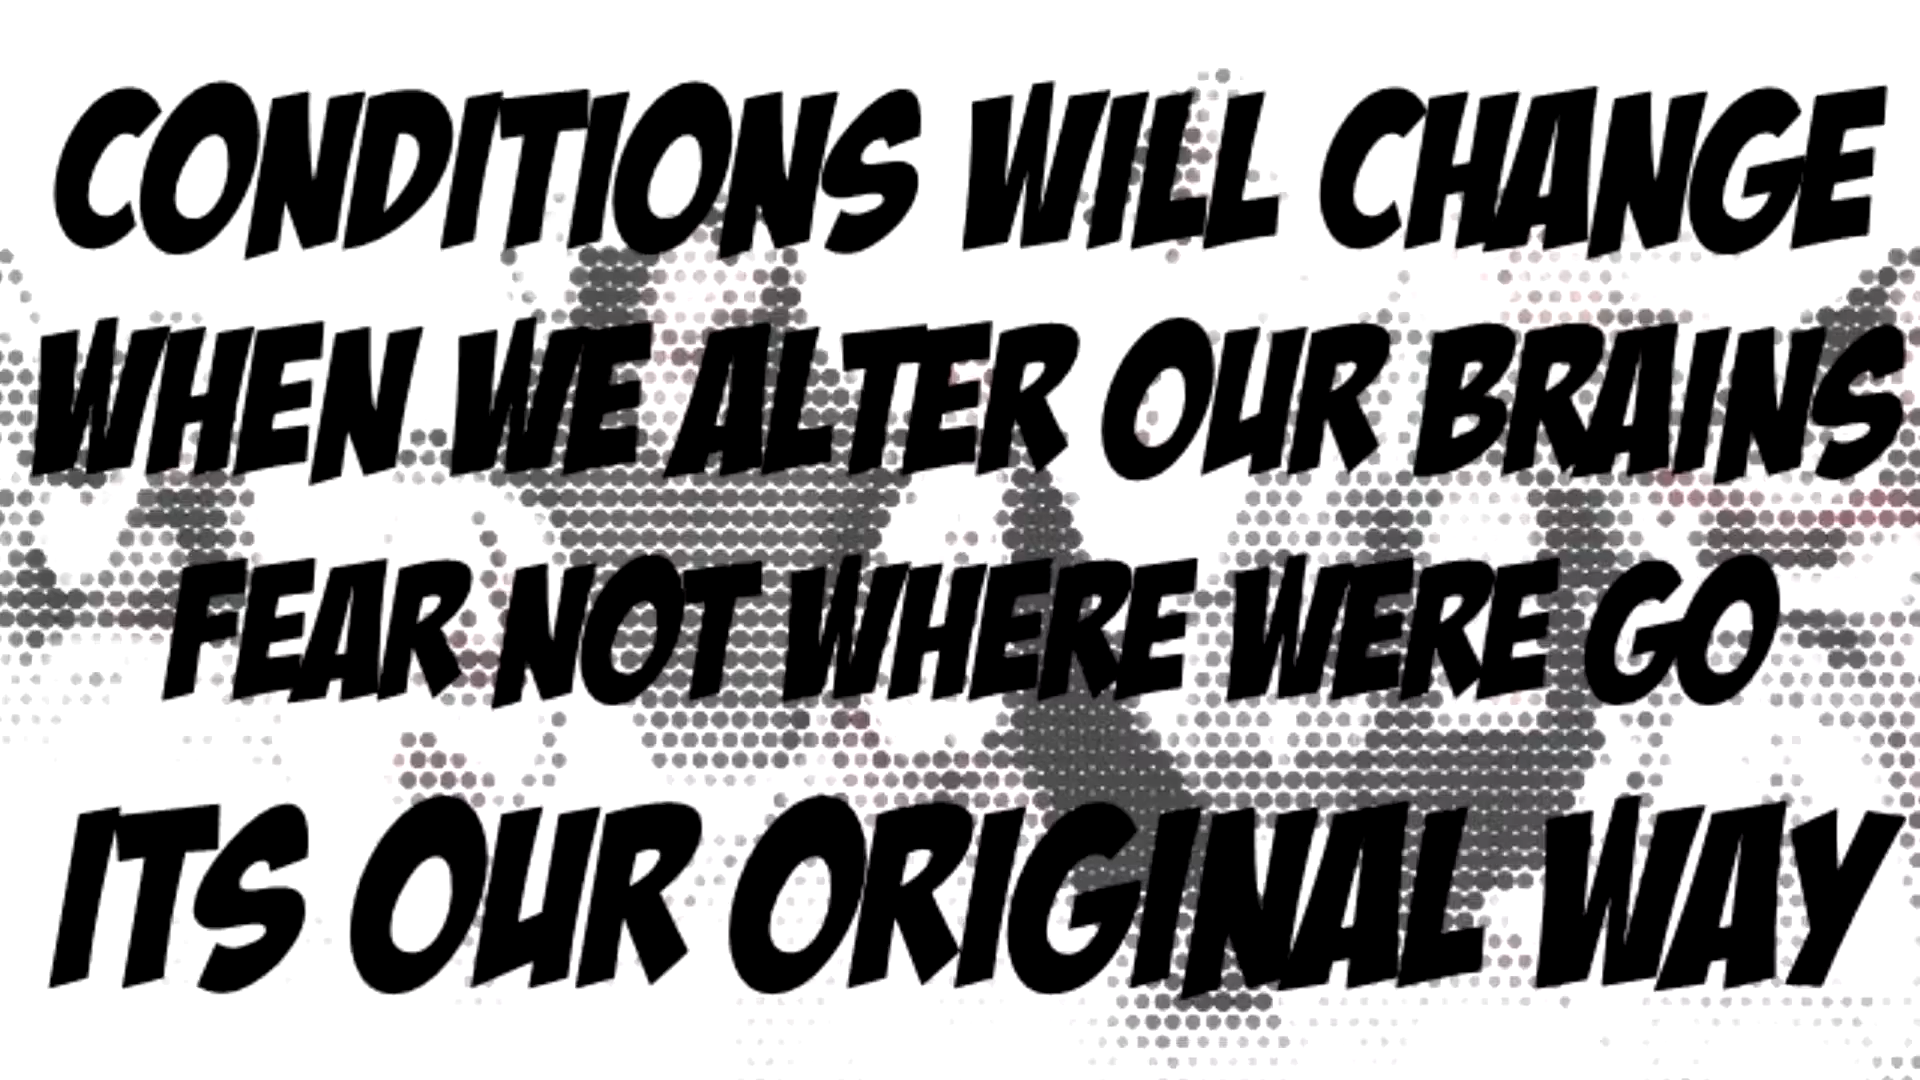 CONDITIONS WILL CHANGE
WHEN WE ALTER OUR BRAINS
FEAR NOT WHERE WERE GO
ITS OUR ORIGINAL WAY